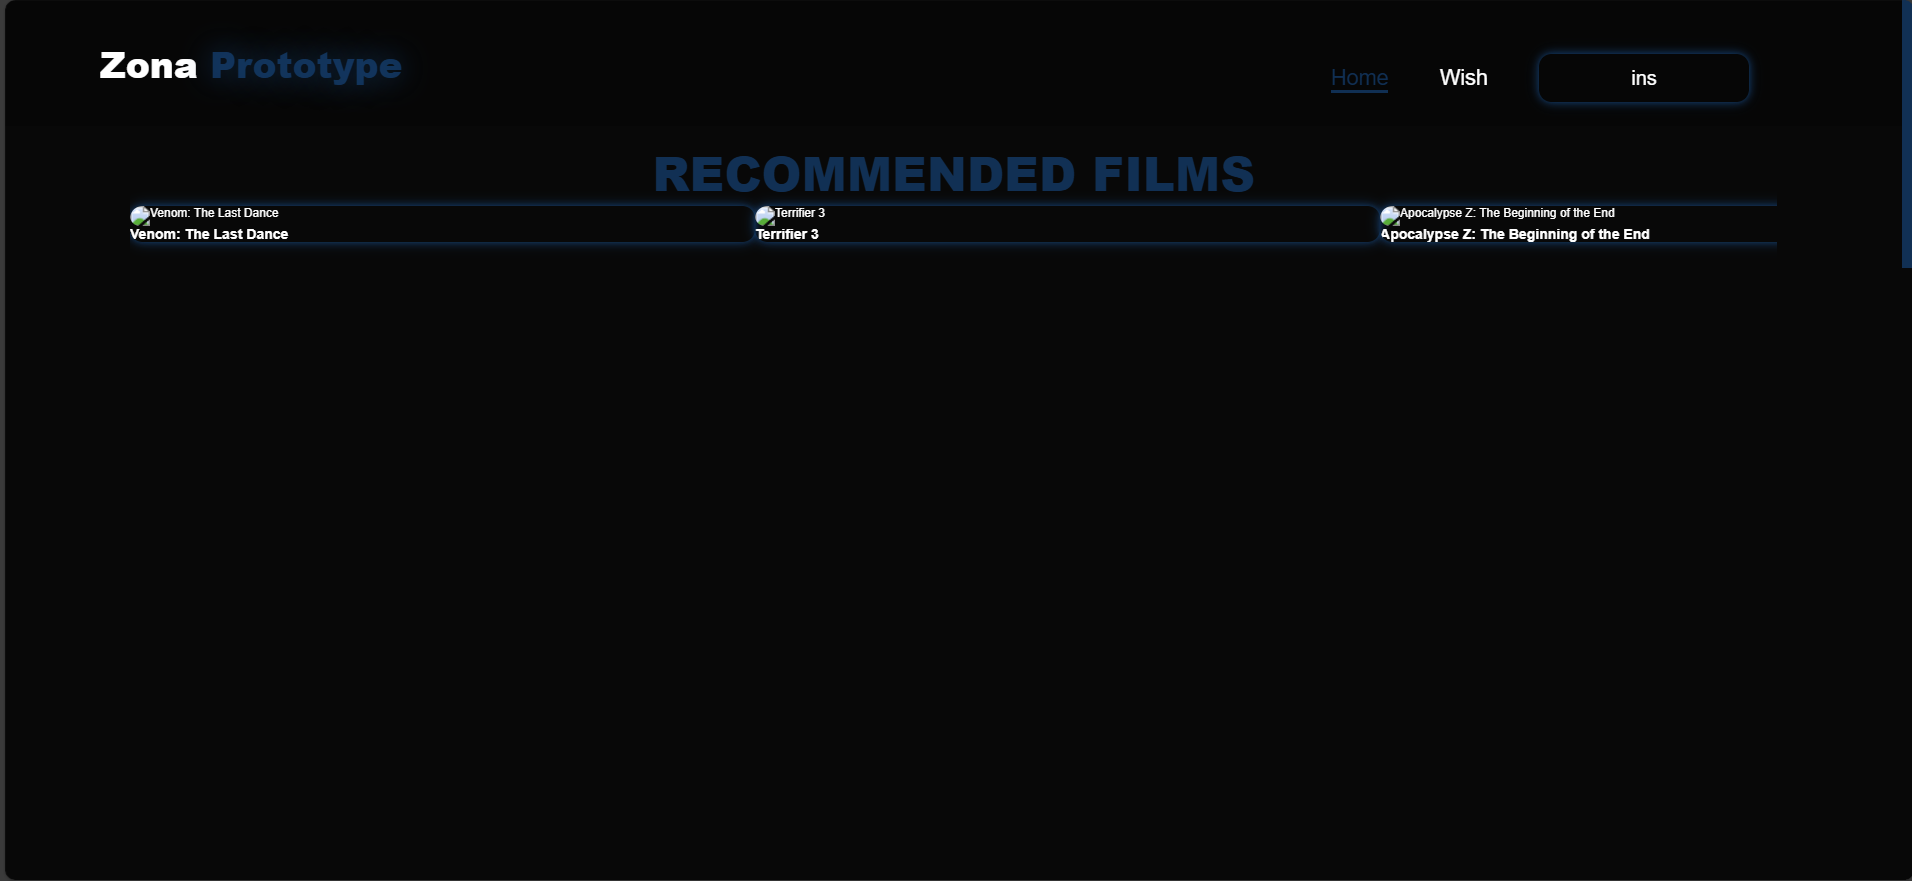 Zona Prototype
Home Wish ins
RECOMMENDED FILMS
Venom: The Last Dance
Venom: The Last Dance
Terrifier 3
Terrifier 3
Apocalypse Z: The Beginning of the End
Apocalypse Z: The Beginning of the End